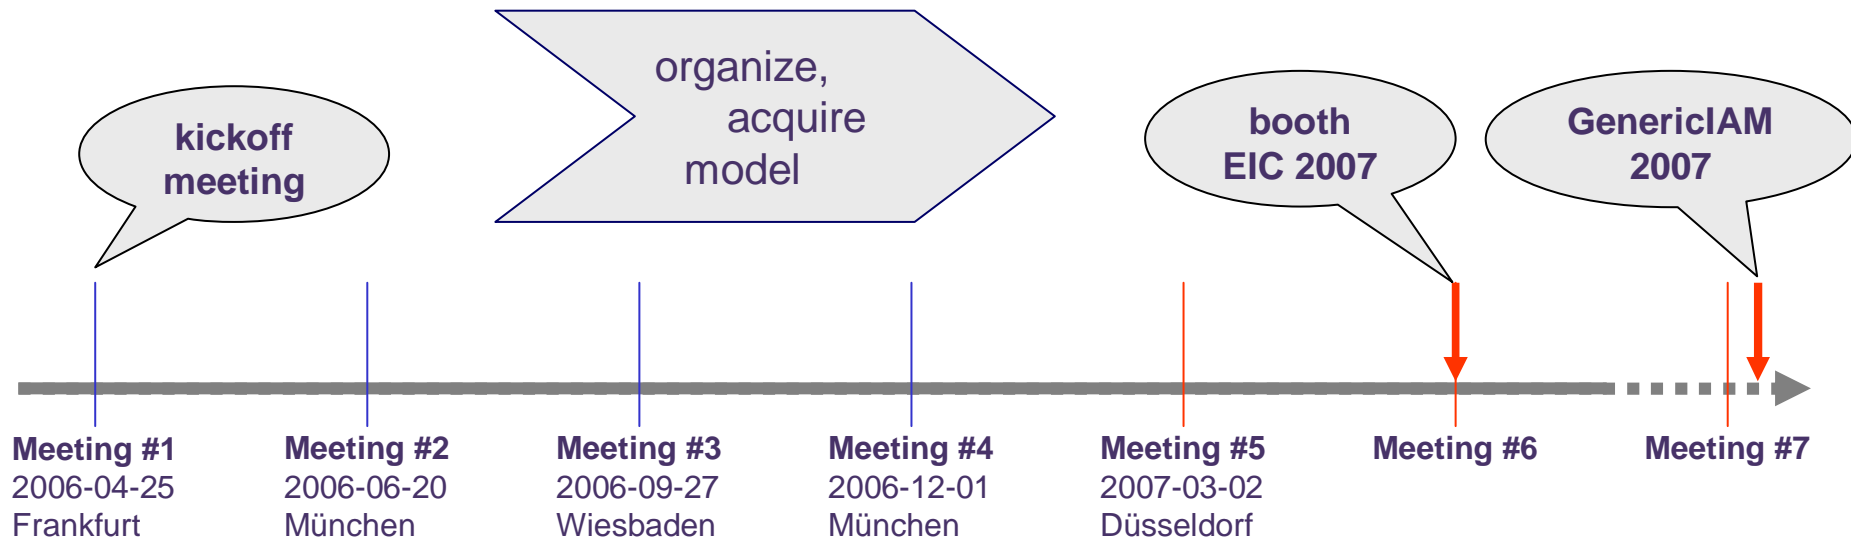 kickoff
meeting
organize,
acquire
model
booth
EIC 2007
GenericIAM
2007
Meeting #1
2006-04-25
Frankfurt
Meeting #2
2006-06-20
München
Meeting #3
2006-09-27
Wiesbaden
Meeting #4
2006-12-01
München
Meeting #5
2007-03-02
Düsseldorf
Meeting #6
Meeting #7